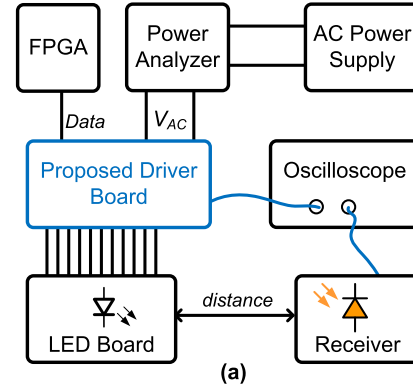 FPGA
Power
Analyzer
AC Power
Supply
Data
VAC
Proposed Driver
Board
Oscilloscope
distance
LED Board
Receiver
(a)